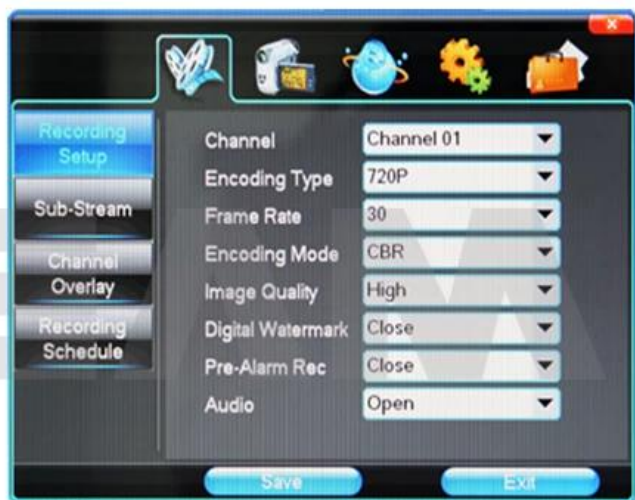 Recording
Setup
Sub-Stream
Channel
Overlay
Recording
Schedule
Channel Channel 01
Encoding Type 720P
Frame Rate 30
Encoding Mode CBR
Image Quality High
Digital Watermark Close
Pre-Alarm Rec Close
Audio Open
Save Exit